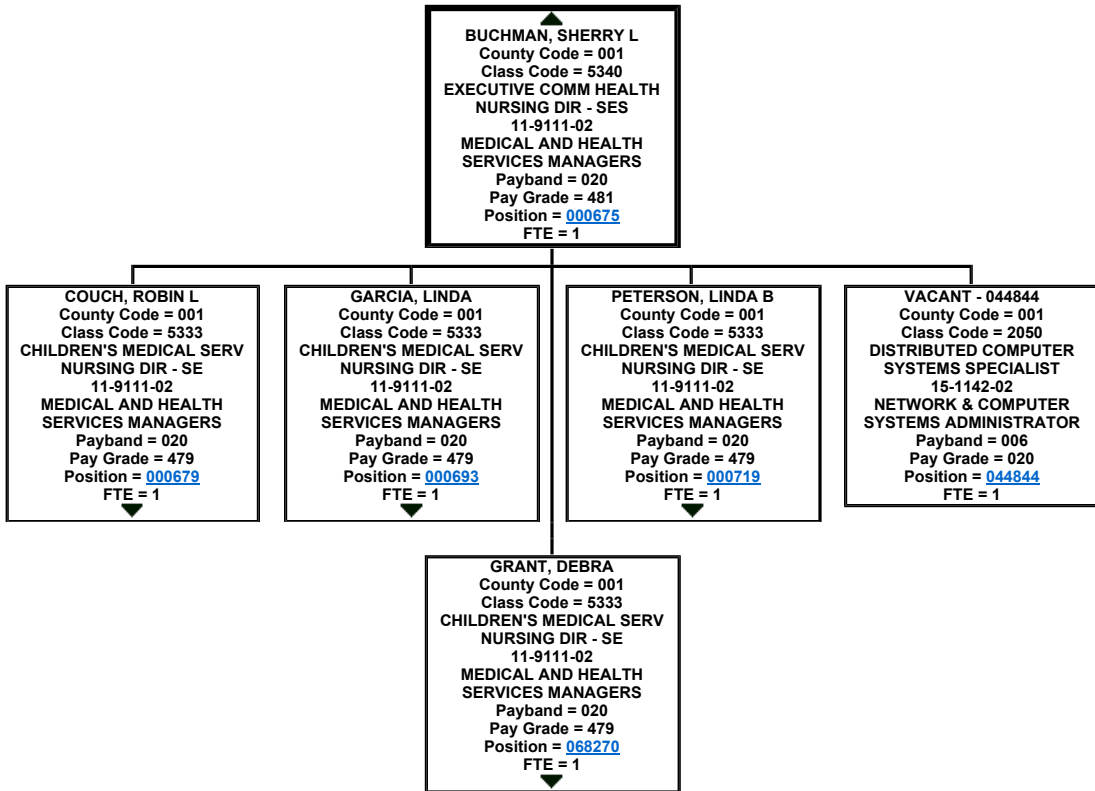 BUCHMAN, SHERRY L
County Code = 001
Class Code = 5340
EXECUTIVE COMM HEALTH
NURSING DIR - SES
11-9111-02
MEDICAL AND HEALTH
SERVICES MANAGERS
Payband = 020
Pay Grade = 481
Position = 000675
FTE = 1
COUCH, ROBIN L
County Code = 001
Class Code = 5333
CHILDREN'S MEDICAL SERV
NURSING DIR - SE
11-9111-02
MEDICAL AND HEALTH
SERVICES MANAGERS
Payband = 020
Pay Grade = 479
Position = 000679
FTE = 1
GARCIA, LINDA
County Code = 001
Class Code = 5333
CHILDREN'S MEDICAL SERV
NURSING DIR - SE
11-9111-02
MEDICAL AND HEALTH
SERVICES MANAGERS
Payband = 020
Pay Grade = 479
Position = 000693
FTE = 1
PETERSON, LINDA B
County Code = 001
Class Code = 5333
CHILDREN'S MEDICAL SERV
NURSING DIR - SE
11-9111-02
MEDICAL AND HEALTH
SERVICES MANAGERS
Payband = 020
Pay Grade = 479
Position = 000719
FTE = 1
VACANT - 044844
County Code = 001
Class Code = 2050
DISTRIBUTED COMPUTER
SYSTEMS SPECIALIST
15-1142-02
NETWORK & COMPUTER
SYSTEMS ADMINISTRATOR
Payband = 006
Pay Grade = 020
Position = 044844
FTE = 1
GRANT, DEBRA
County Code = 001
Class Code = 5333
CHILDREN'S MEDICAL SERV
NURSING DIR - SE
11-9111-02
MEDICAL AND HEALTH
SERVICES MANAGERS
Payband = 020
Pay Grade = 479
Position = 068270
FTE = 1